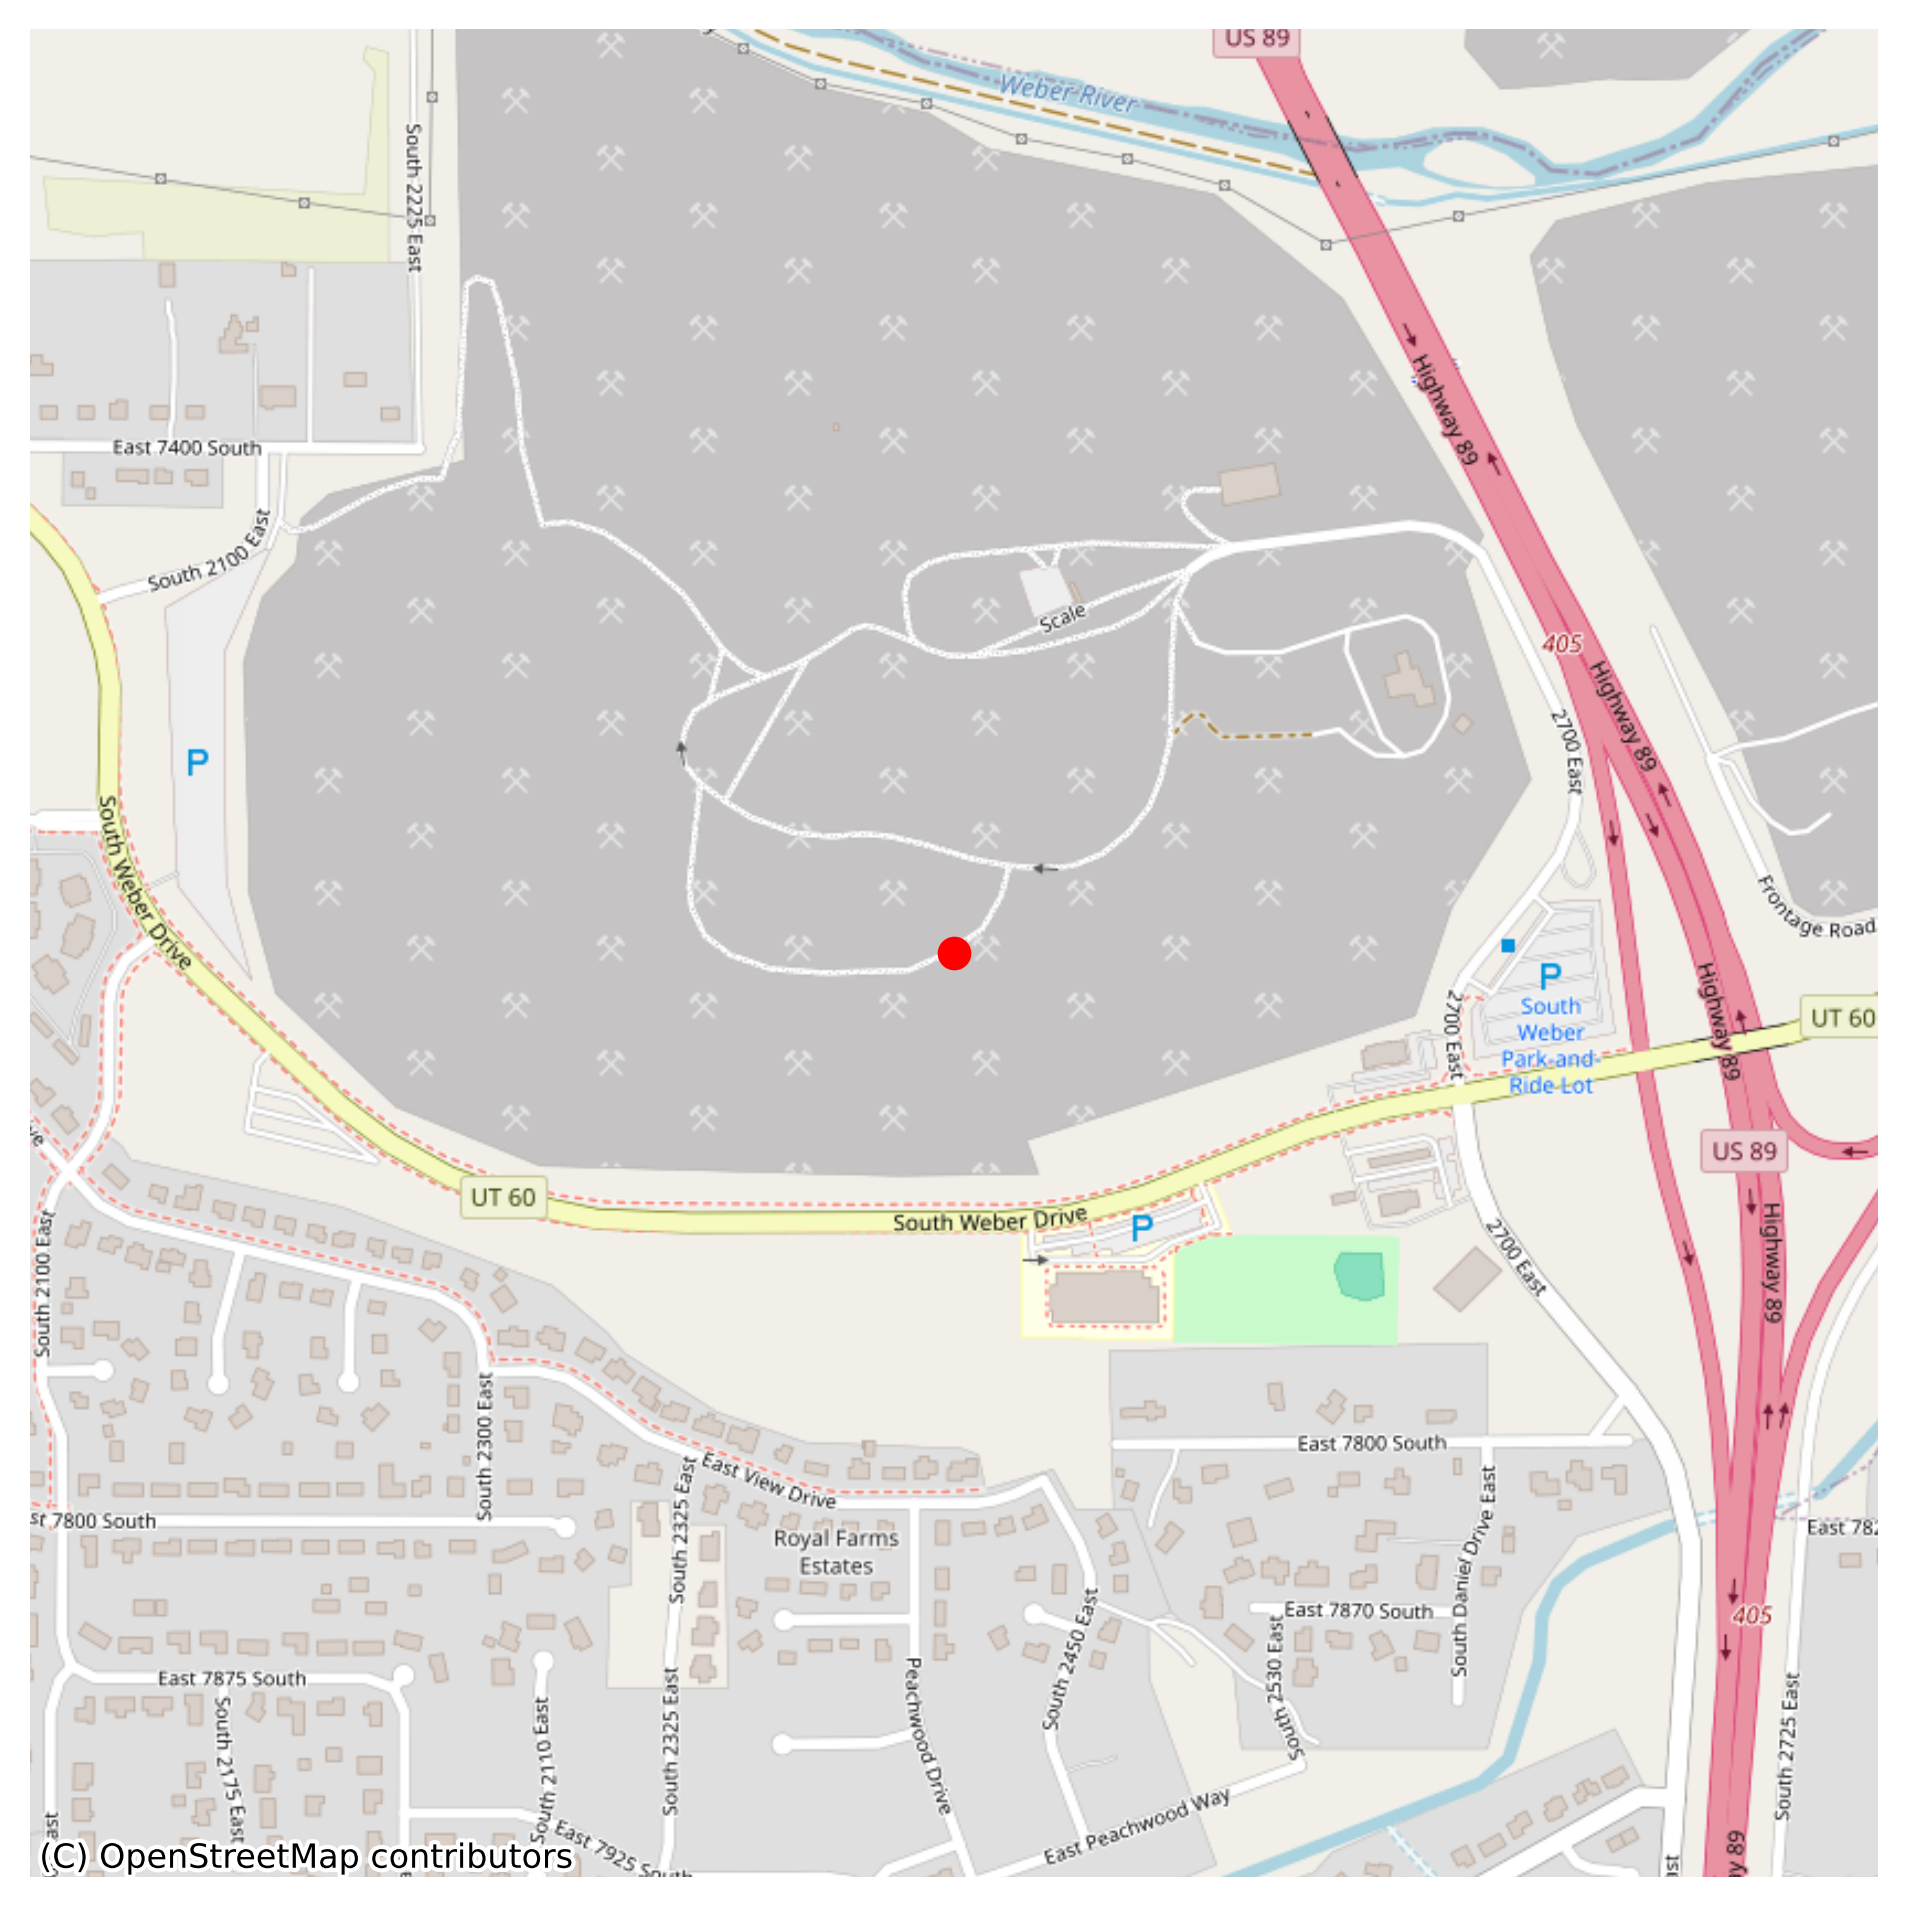 US 89
Weber River
South 2225 East
Highway 89
East 7400 South
South 2100 East
Scale
405
Highway 89
2700 East
P
South Weber Drive
Frontage Road
Highway 89
P
South
Weber
Park-and-
Ride Lot
2700 East
UT 60
US 89
UT 60
South Weber Drive
P
2700 East
Highway 89
South 2100 East
South 2300 East
East View Drive
East 7800 South
South 2325 East
South Daniel Drive East
st 7800 South
Royal Farms
Estates
East 782
East 7870 South
405
South 2450 East
South 2530 East
East 7875 South
South 2175 East
South 2110 East
South 2325 East
Peachwood Drive
South 2725 East
East Peachwood Way
East 7925 South
(C) OpenStreetMap contributors